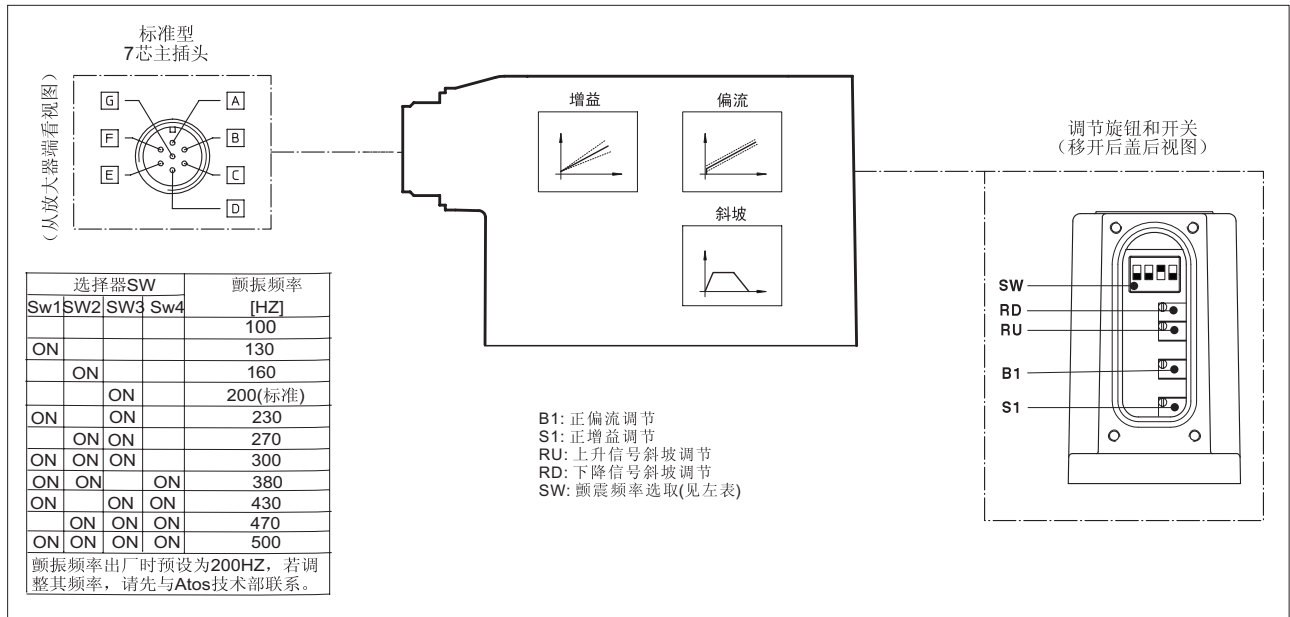 标准型
7芯主插头
（从放大器端看视图）
G
A
F
B
E
C
D
增益
偏流
斜坡
调节旋钮和开关
（移开后盖后视图）
SW
RD
RU
B1
S1
选择器SW 颤振频率
Sw1 SW2 SW3 Sw4 [HZ]
100
ON 130
ON 160
ON 200(标准)
ON ON 230
ON ON 270
ON ON ON 300
ON ON ON 380
ON ON ON 430
ON ON ON 470
ON ON ON ON 500
颤振频率出厂时预设为200HZ，若调
整其频率，请先与Atos技术部联系。
B1: 正偏流调节
S1: 正增益调节
RU: 上升信号斜坡调节
RD: 下降信号斜坡调节
SW: 颤震频率选取(见左表)